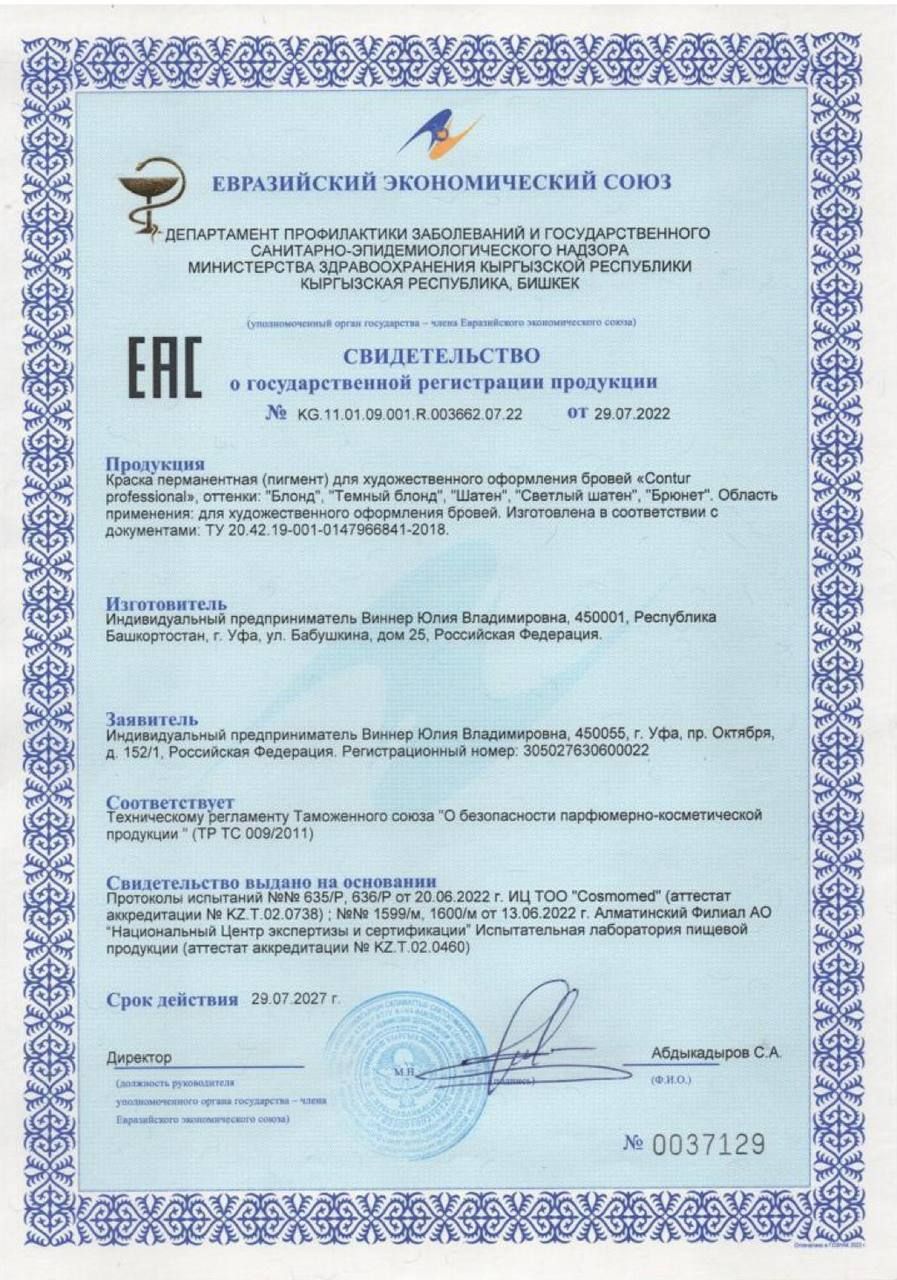 ЕВРАЗИЙСКИЙ ЭКОНОМИЧЕСКИЙ СОЮЗ
ДЕПАРТАМЕНТ ПРОФИЛАКТИКИ ЗАБОЛЕВАНИЙ И ГОСУДАРСТВЕННОГО
САНИТАРНО-ЭПИДЕМИОЛОГИЧЕСКОГО НАДЗОРА
МИНИСТЕРСТВА ЗДРАВООХРАНЕНИЯ КЫРГЫЗСКОЙ РЕСПУБЛИКИ
КЫРГЫЗСКАЯ РЕСПУБЛИКА, БИШКЕК
(уполномоченный орган государства – члена Евразийского экономического союза)
ЕАС
СВИДЕТЕЛЬСТВО
о государственной регистрации продукции
№ KG.11.01.09.001.R.003662.07.22 от 29.07.2022
Продукция
Краска перманентная (пигмент) для художественного оформления бровей «Contur
professional», оттенки: "Блонд", "Темный блонд", "Шатен", "Светлый шатен", "Брюнет". Область
применения: для художественного оформления бровей. Изготовлена в соответствии с
документами: ТУ 20.42.19-001-0147966841-2018.
Изготовитель
Индивидуальный предприниматель Виннер Юлия Владимировна, 450001, Республика
Башкортостан, г. Уфа, ул. Бабушкина, дом 25, Российская Федерация.
Заявитель
Индивидуальный предприниматель Виннер Юлия Владимировна, 450055, г. Уфа, пр. Октября,
д. 152/1, Российская Федерация. Регистрационный номер: 305027630600022
Соответствует
Техническому регламенту Таможенного союза "О безопасности парфюмерно-косметической
продукции " (ТР ТС 009/2011)
Свидетельство выдано на основании
Протоколы испытаний №№ 635/Р, 636/Р от 20.06.2022 г. ИЦ ТОО "Cosmomed" (аттестат
аккредитации № KZ.T.02.0738) ; №№ 1599/м, 1600/м от 13.06.2022 г. Алматинский Филиал АО
"Национальный Центр экспертизы и сертификации" Испытательная лаборатория пищевой
продукции (аттестат аккредитации № KZ.T.02.0460)
Срок действия 29.07.2027 г.
Директор
Абдыкадыров С.А.
(должность руководителя
уполномоченного органа государства – члена
Евразийского экономического союза)
М.П.
(подпись)
(Ф.И.О.)
№ 0037129